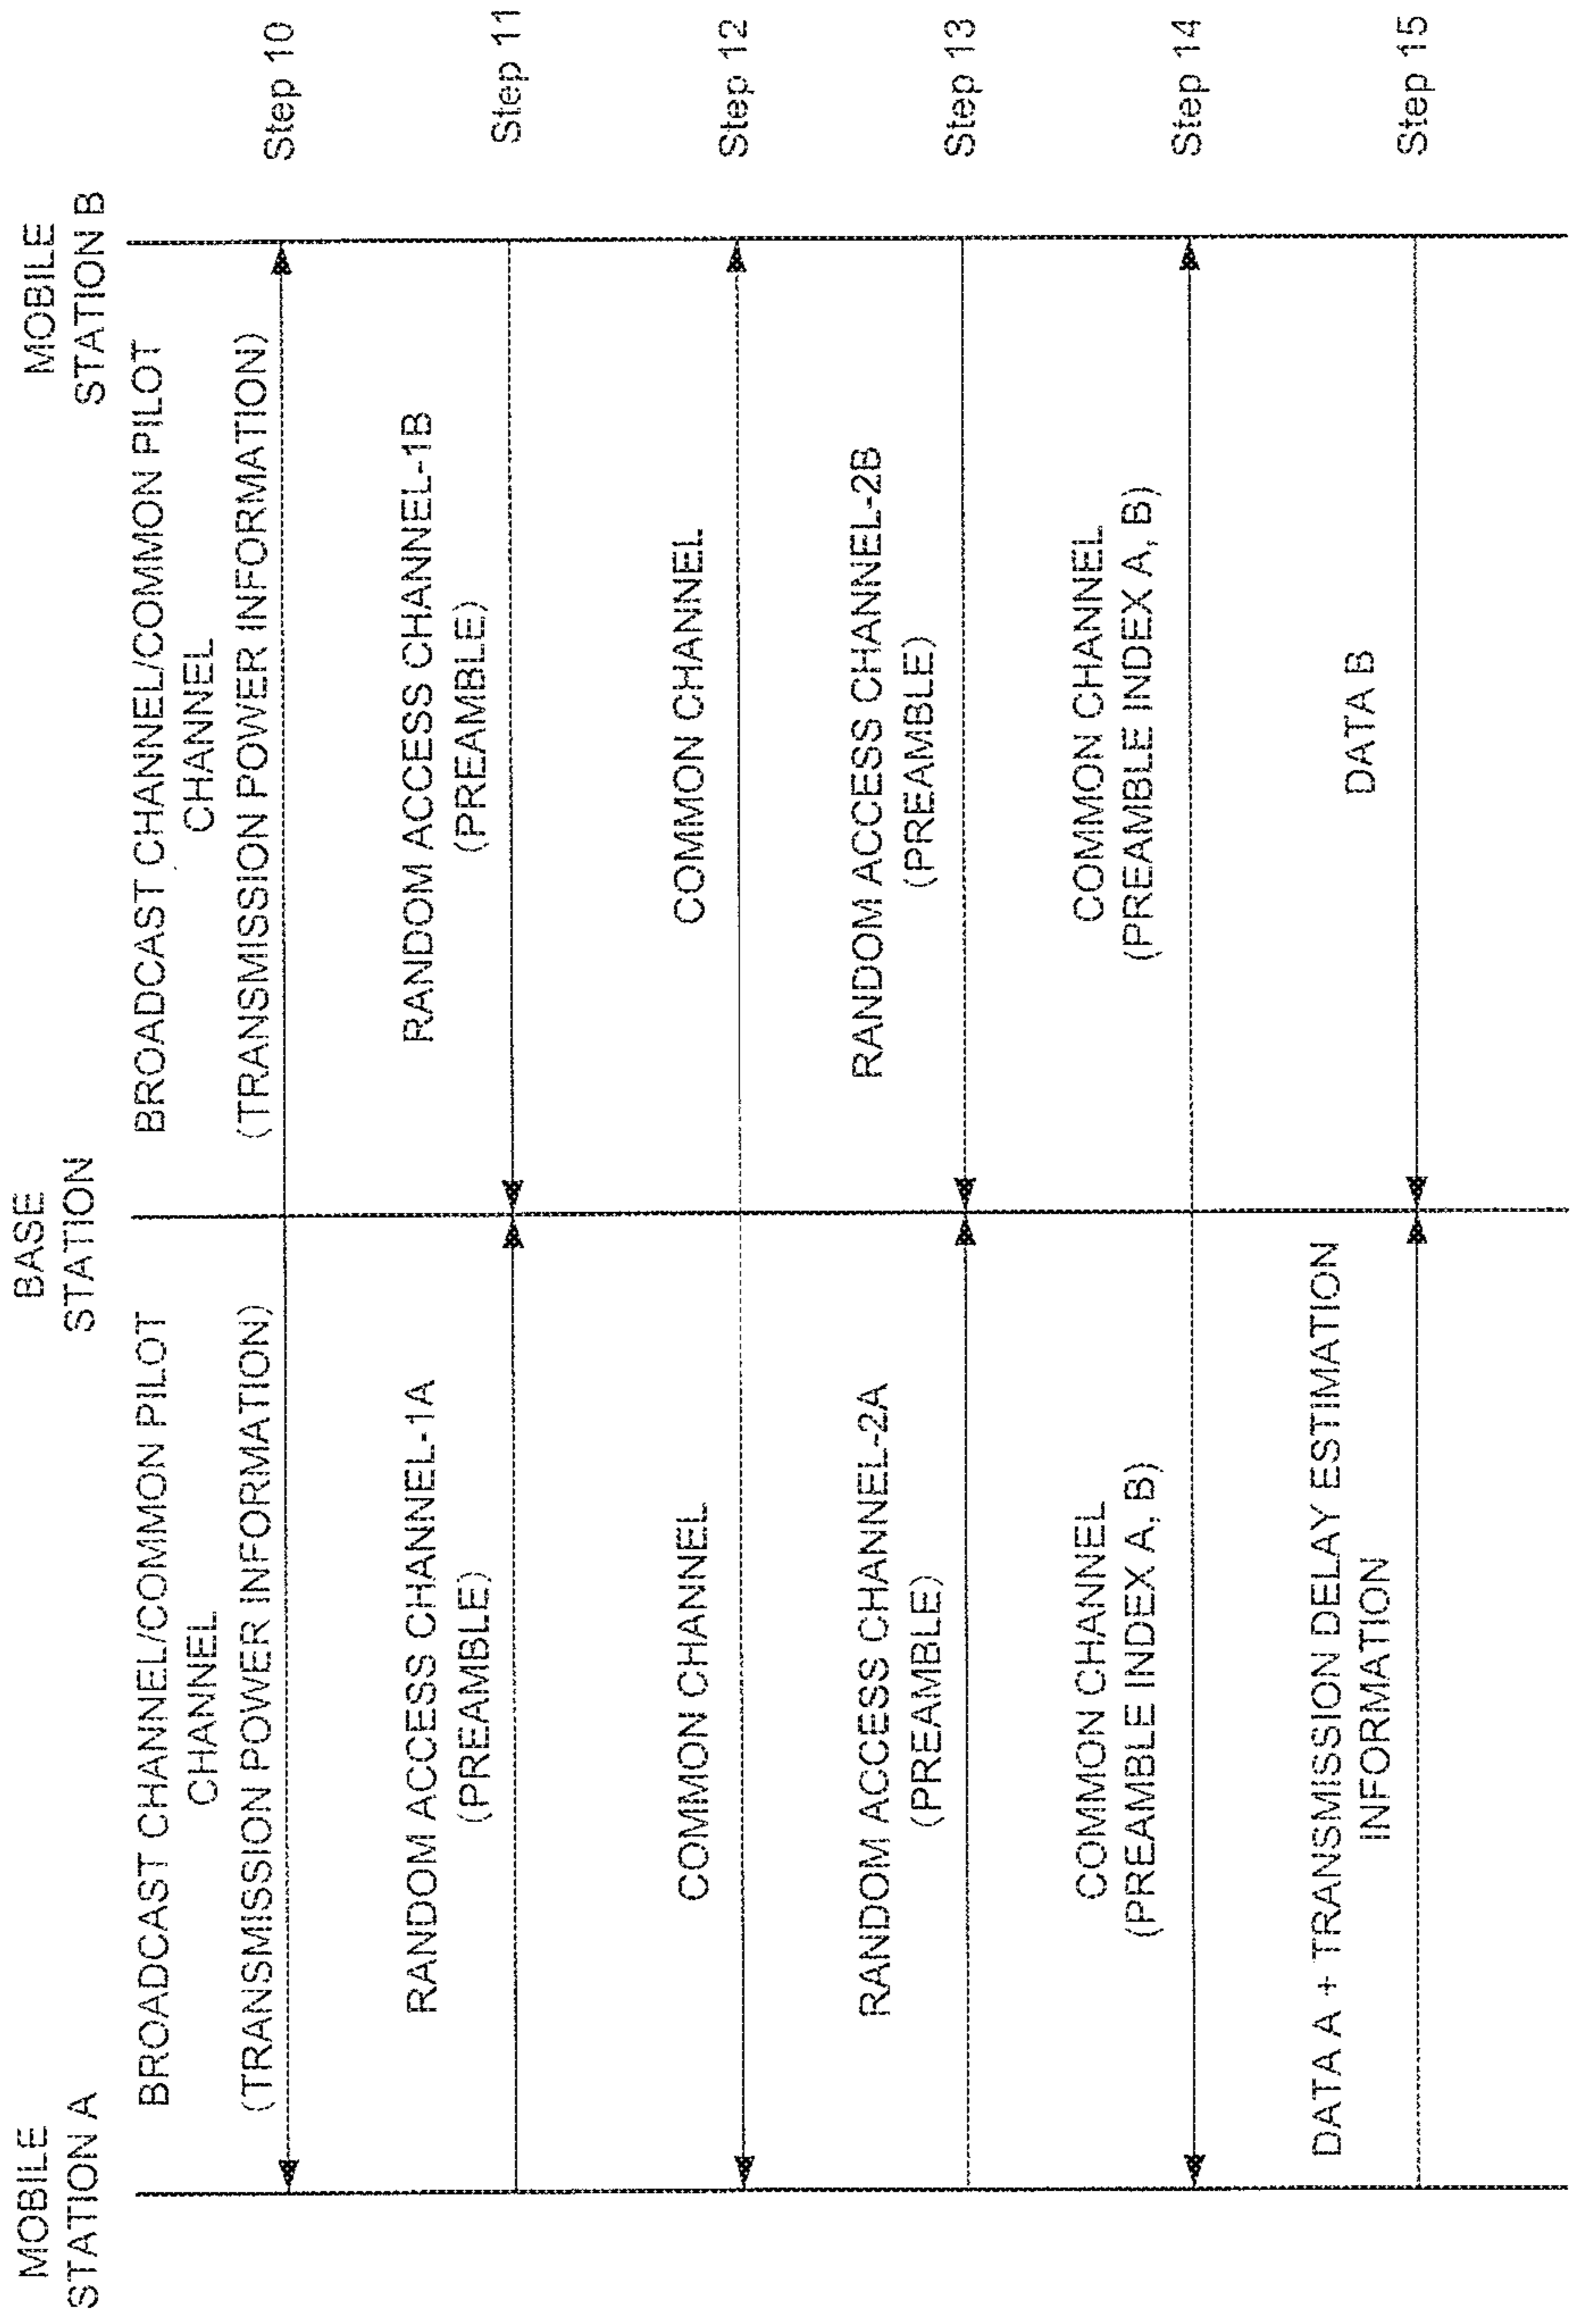 MOBILE
STATION A
BASE
STATION
MOBILE
STATION B
BROADCAST CHANNEL/COMMON PILOT
CHANNEL
(TRANSMISSION POWER INFORMATION)
BROADCAST CHANNEL/COMMON PILOT
CHANNEL
(TRANSMISSION POWER INFORMATION)
Step 10
RANDOM ACCESS CHANNEL-1A
(PREAMBLE)
RANDOM ACCESS CHANNEL-1B
(PREAMBLE)
Step 11
COMMON CHANNEL
COMMON CHANNEL
Step 12
RANDOM ACCESS CHANNEL-2A
(PREAMBLE)
RANDOM ACCESS CHANNEL-2B
(PREAMBLE)
Step 13
COMMON CHANNEL
(PREAMBLE INDEX A, B)
COMMON CHANNEL
(PREAMBLE INDEX A, B)
Step 14
DATA A + TRANSMISSION DELAY ESTIMATION
INFORMATION
DATA B
Step 15